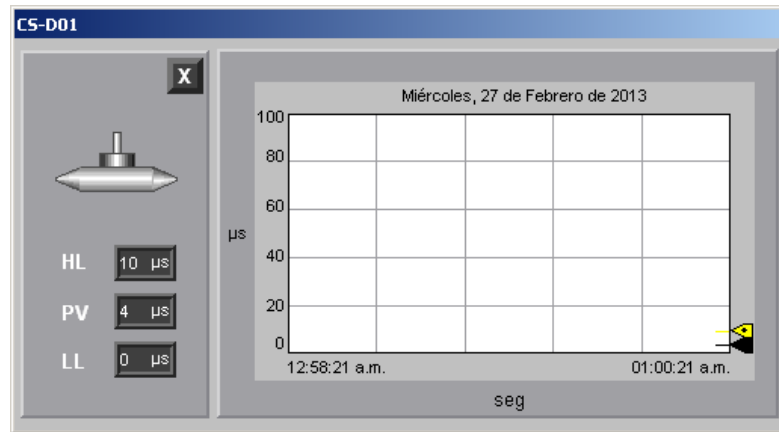 CS-D01
X
HL 10 µs
PV 4 µs
LL 0 µs
Miércoles, 27 de Febrero de 2013
100
80
60
µs
40
20
0
12:58:21 a.m. 01:00:21 a.m.
seg